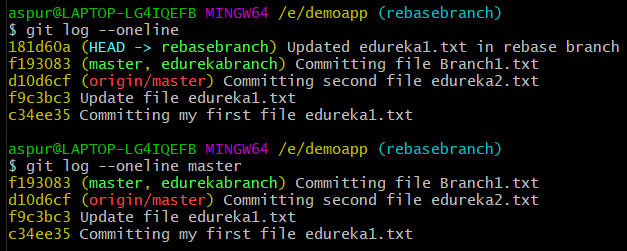 aspur@LAPTOP-LG4IQEFB MINGW64 /e/demoapp (rebasebranch)
$ git log --oneline
181d60a (HEAD -> rebasebranch) Updated edureka1.txt in rebase branch
f193083 (master, edurekabranch) Committing file Branch1.txt
d10d6cf (origin/master) Committing second file edureka2.txt
f9c3bc3 Update file edureka1.txt
c34ee35 Committing my first file edureka1.txt
aspur@LAPTOP-LG4IQEFB MINGW64 /e/demoapp (rebasebranch)
$ git log --oneline master
f193083 (master, edurekabranch) Committing file Branch1.txt
d10d6cf (origin/master) Committing second file edureka2.txt
f9c3bc3 Update file edureka1.txt
c34ee35 Committing my first file edureka1.txt